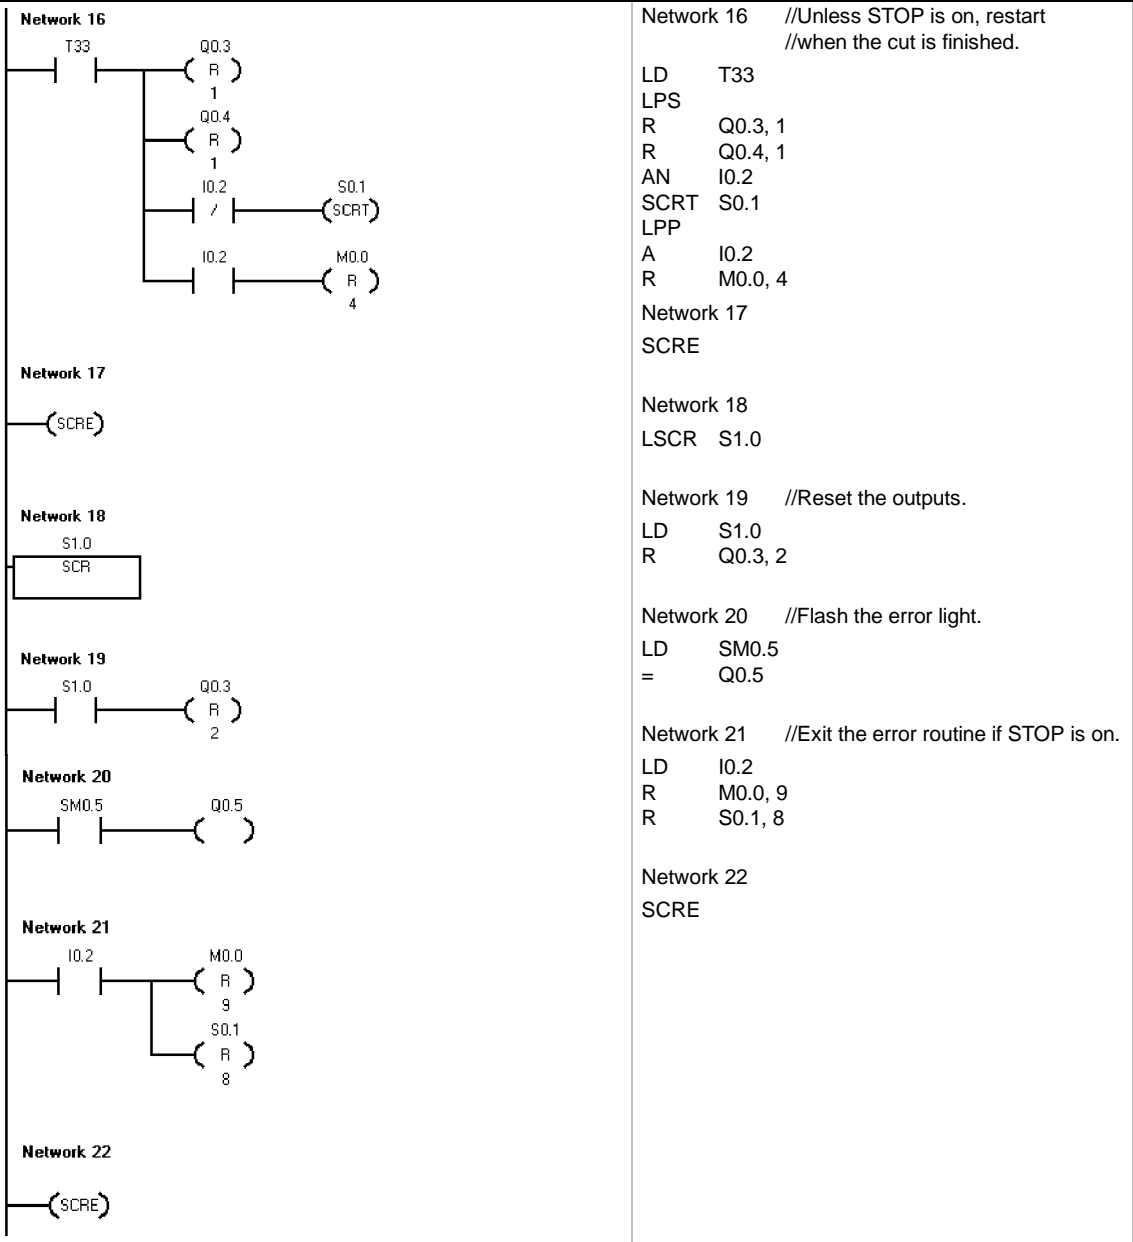 Network 16
T33 Q0.3
R
1
Q0.4
R
1
I0.2 S0.1
/ SCRT
I0.2 M0.0
R
4
Network 17
SCRE
Network 18
S1.0
SCR
Network 19
S1.0 Q0.3
R
2
Network 20
SM0.5 Q0.5
Network 21
I0.2 M0.0
R
9
S0.1
R
8
Network 22
SCRE
Network 16 //Unless STOP is on, restart
//when the cut is finished.
LD T33
LPS
R Q0.3, 1
R Q0.4, 1
AN I0.2
SCRT S0.1
LPP
A I0.2
R M0.0, 4
Network 17
SCRE
Network 18
LSCR S1.0
Network 19 //Reset the outputs.
LD S1.0
R Q0.3, 2
Network 20 //Flash the error light.
LD SM0.5
= Q0.5
Network 21 //Exit the error routine if STOP is on.
LD I0.2
R M0.0, 9
R S0.1, 8
Network 22
SCRE